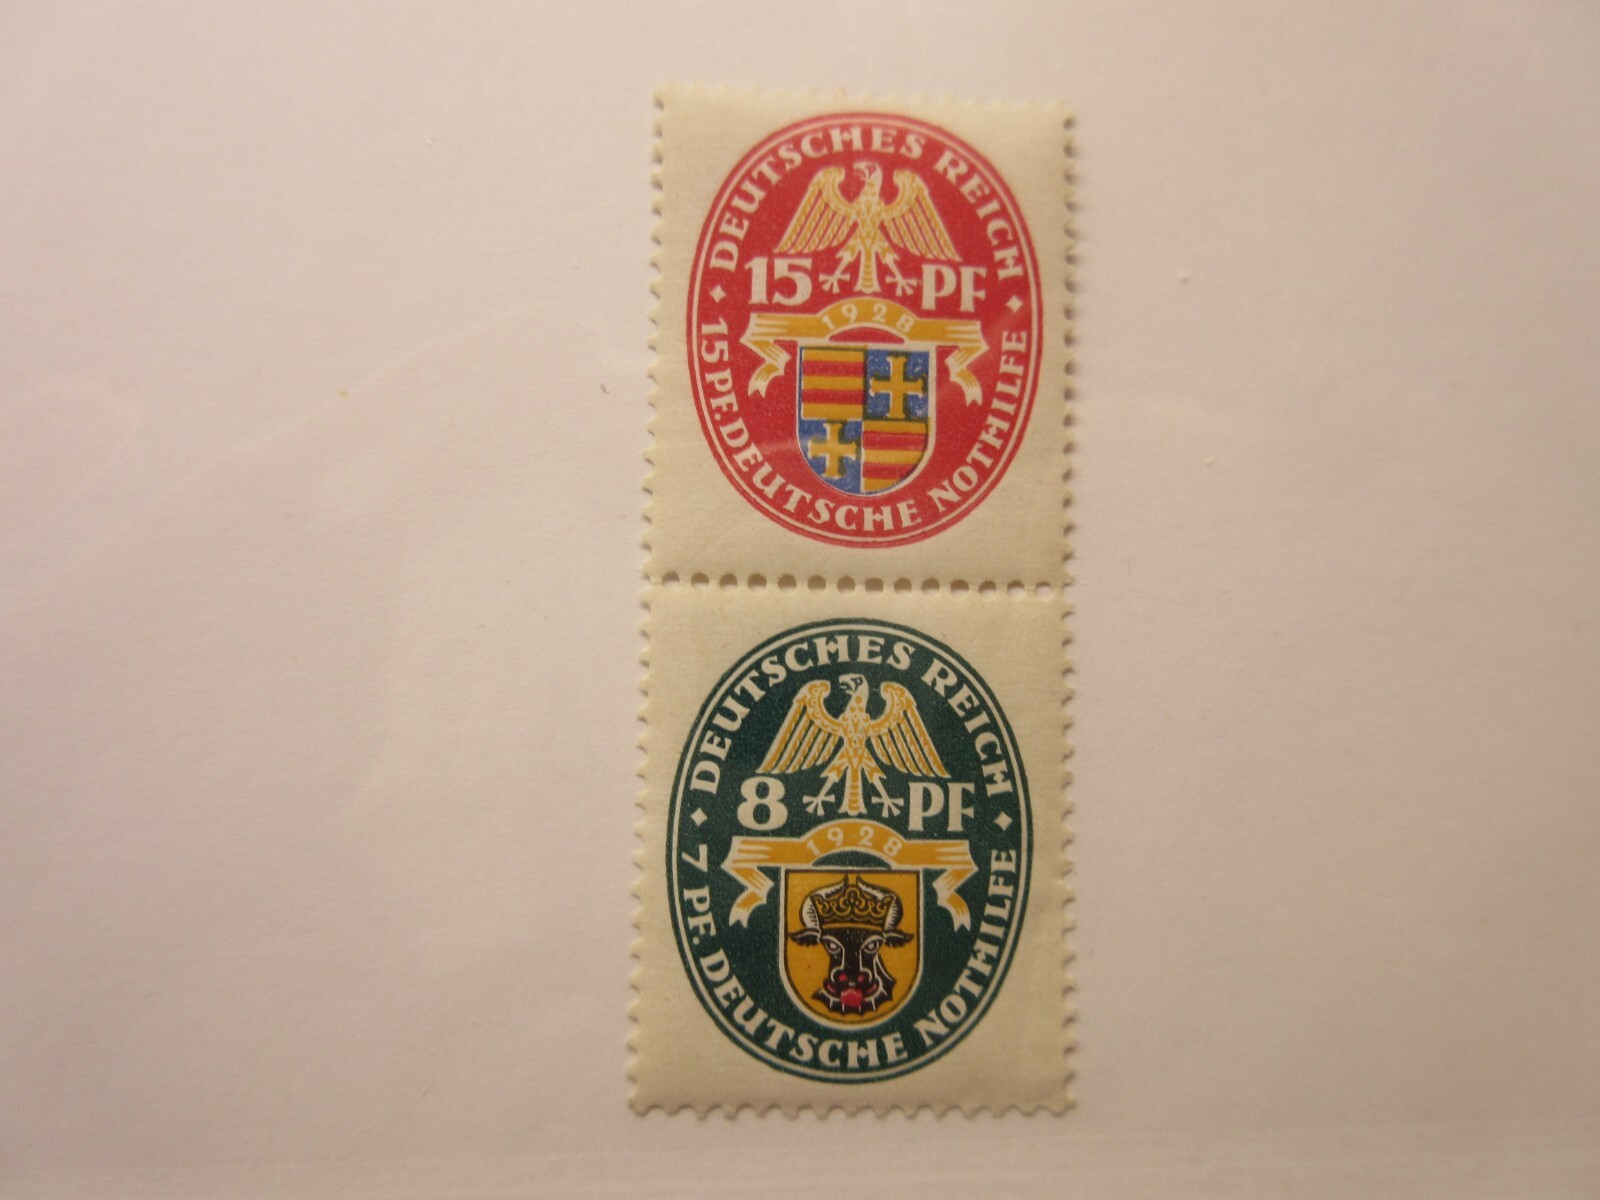 DEUTSCHES REICH
15 PF
1928
15 PF. DEUTSCHE NOTHILFE
DEUTSCHES REICH
8 PF
1928
7 PF. DEUTSCHE NOTHILFE